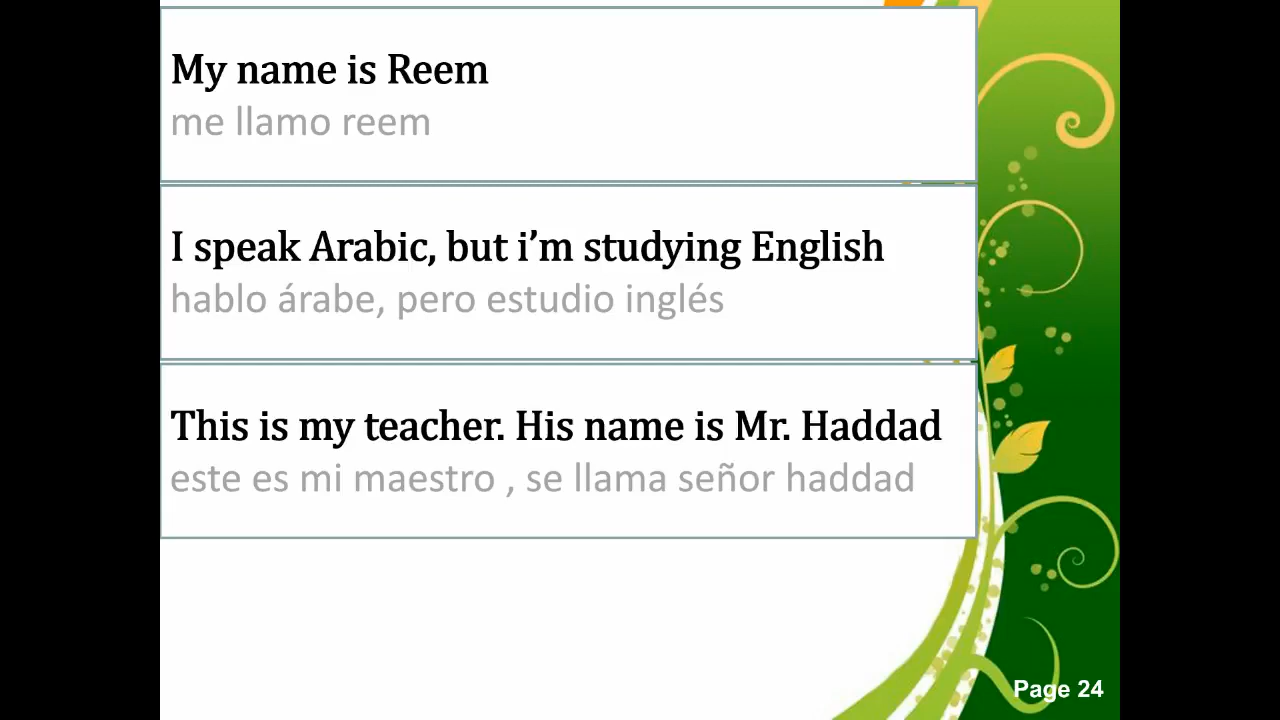 My name is Reem
me llamo reem
I speak Arabic, but i’m studying English
hablo árabe, pero estudio inglés
This is my teacher. His name is Mr. Haddad
este es mi maestro , se llama señor haddad
Page 24